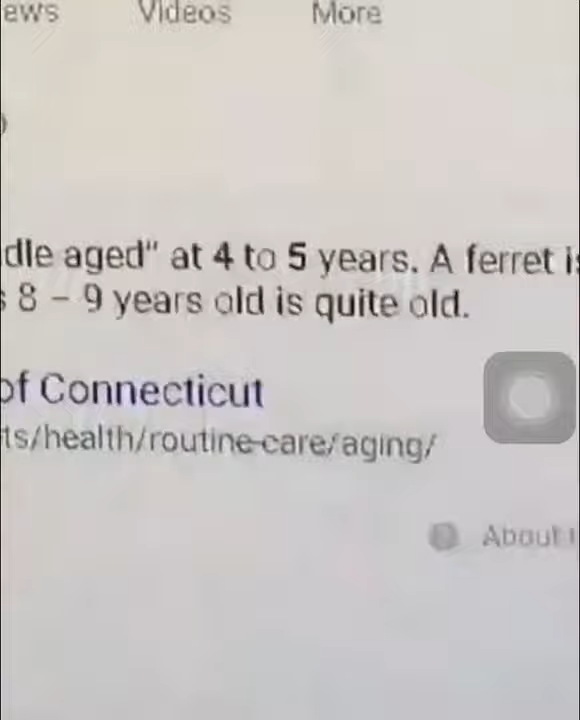 ews Videos More
)
dle aged" at 4 to 5 years. A ferret is
s 8 – 9 years old is quite old.
of Connecticut
ts/health/routine-care/aging/
About t